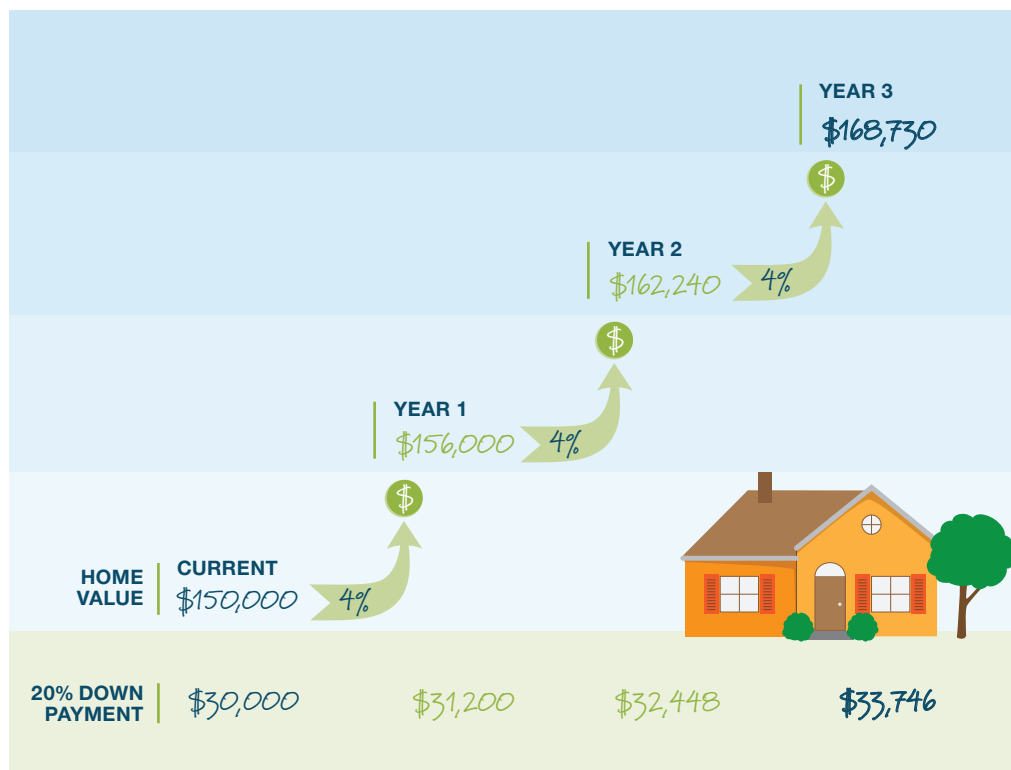 YEAR 3
$168,730
$
YEAR 2
$162,240
4%
$
YEAR 1
$156,000
4%
$
HOME
VALUE
CURRENT
$150,000
4%
20% DOWN
PAYMENT
$30,000
$31,200
$32,448
$33,746